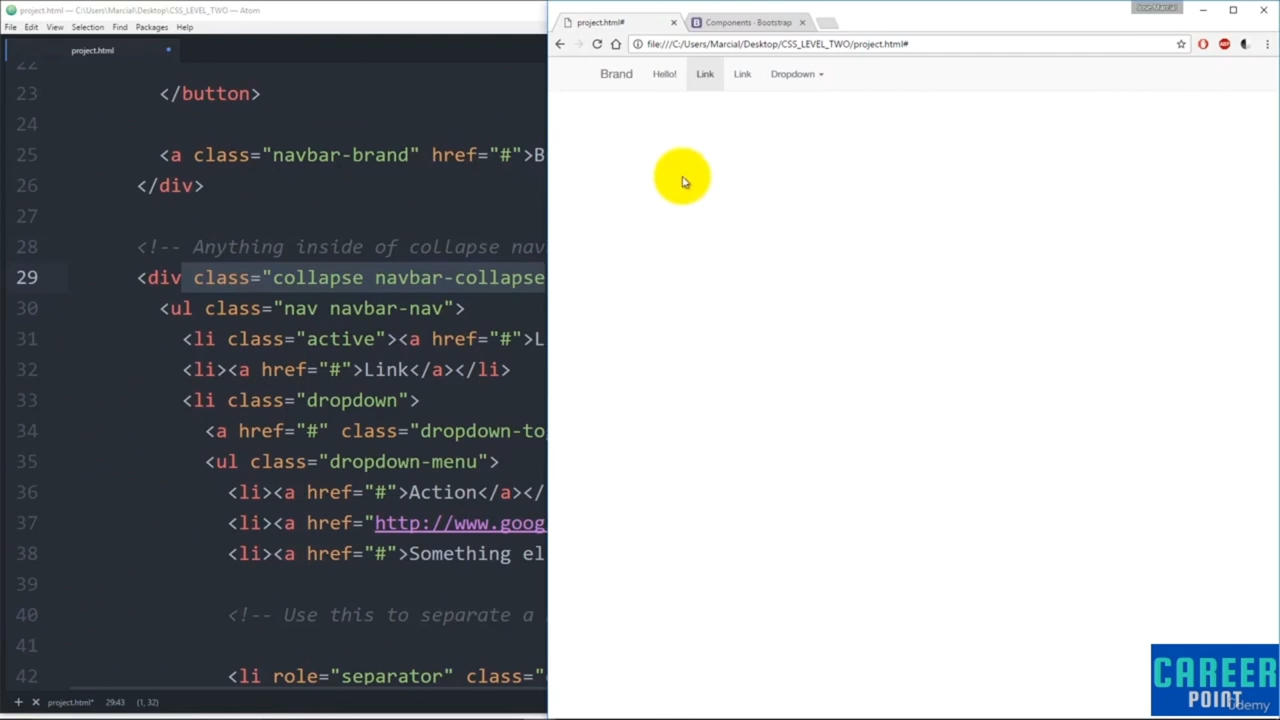 project.html — C:\Users\Marcial\Desktop\CSS_LEVEL_TWO — Atom
File Edit View Selection Find Packages Help
project.html
22
23 </button>
24
25 <a class="navbar-brand" href="#">B
26 </div>
27
28 <!-- Anything inside of collapse nav
29 <div class="collapse navbar-collapse
30 <ul class="nav navbar-nav">
31 <li class="active"><a href="#">L
32 <li><a href="#">Link</a></li>
33 <li class="dropdown">
34 <a href="#" class="dropdown-to
35 <ul class="dropdown-menu">
36 <li><a href="#">Action</a></
37 <li><a href="http://www.goog
38 <li><a href="#">Something el
39
40 <!-- Use this to separate a
41
42 <li role="separator" class="
project.html* 29:43 (1, 32)
Jose Marcial
project.html# Components · Bootstrap
file:///C:/Users/Marcial/Desktop/CSS_LEVEL_TWO/project.html#
Brand Hello! Link Link Dropdown
CAREER
POINT
Udemy